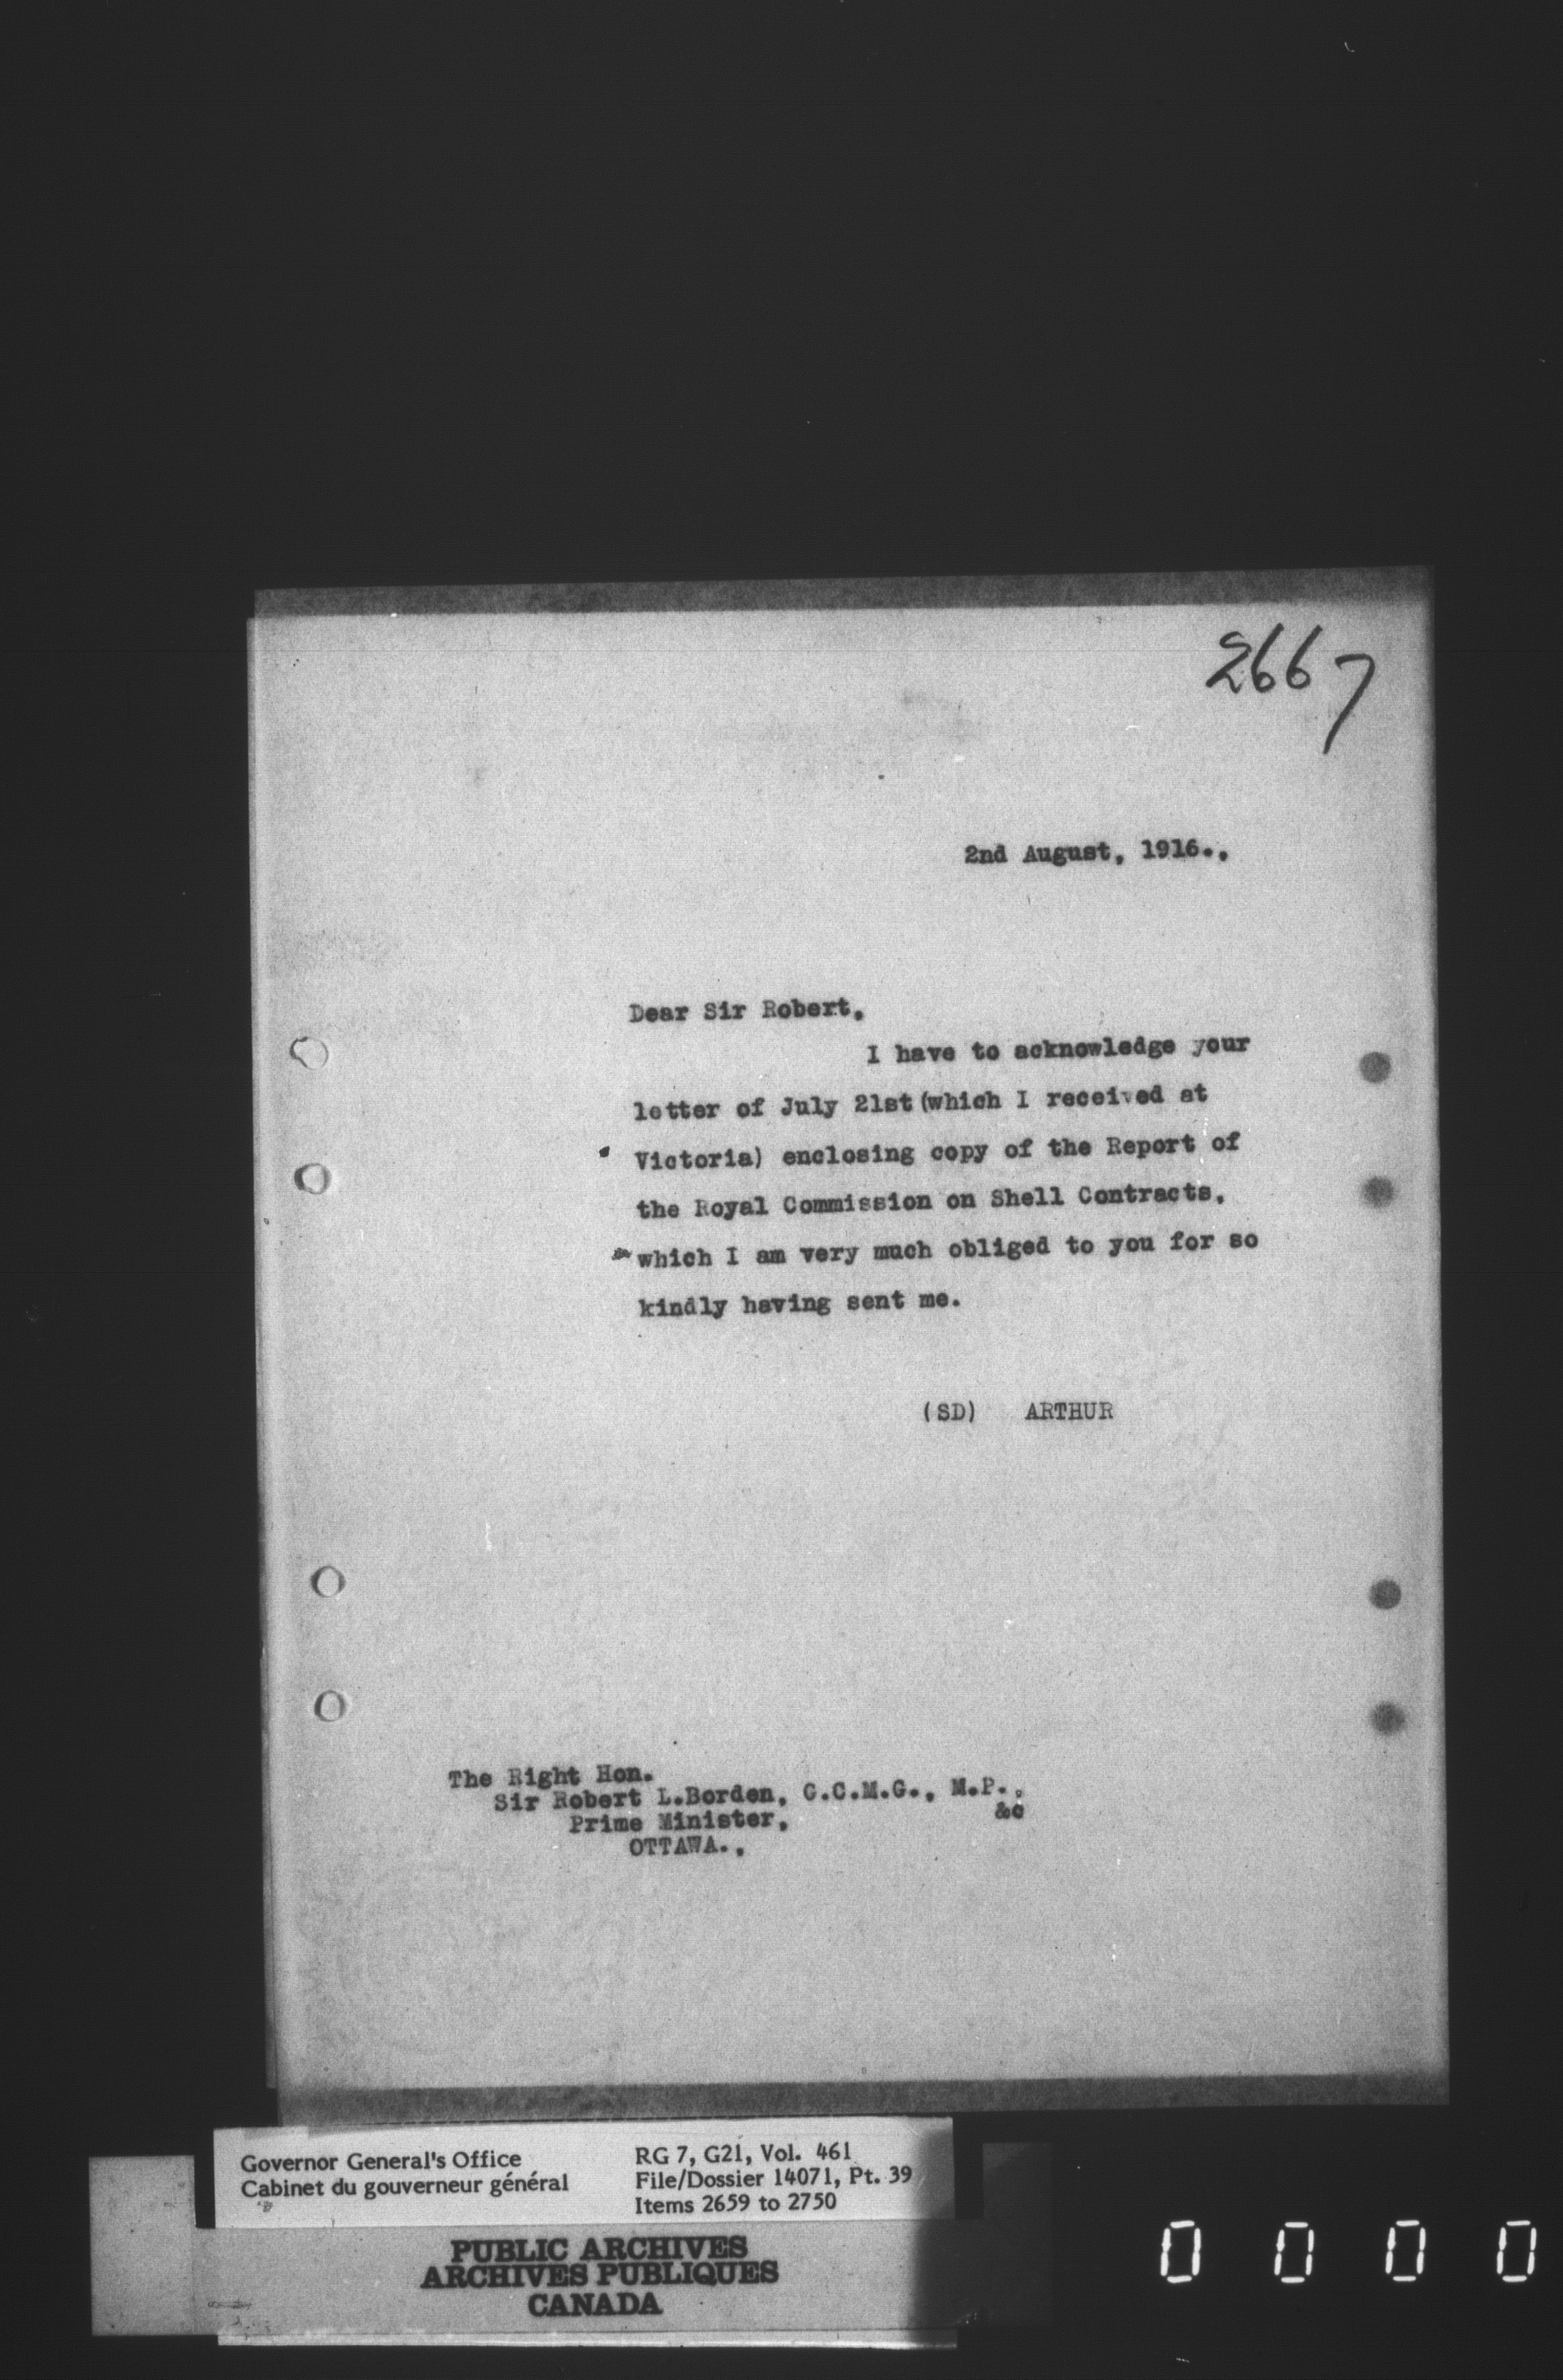 2667
2nd August, 1916.,
Dear Sir Robert,
I have to acknowledge your
letter of July 21st (which I received at
Victoria) enclosing copy of the Report of
the Royal Commission on Shell Contracts,
which I am very much obliged to you for so
kindly having sent me.
(SD) ARTHUR
The Right Hon.
Sir Robert L.Borden, G.C.M.G., M.P.,
&c
Prime Minister,
OTTAWA.,
Governor General's Office
Cabinet du gouverneur général
RG 7, G21, Vol. 461
File/Dossier 14071, Pt. 39
Items 2659 to 2750
PUBLIC ARCHIVES
ARCHIVES PUBLIQUES
CANADA
0 0 0 0